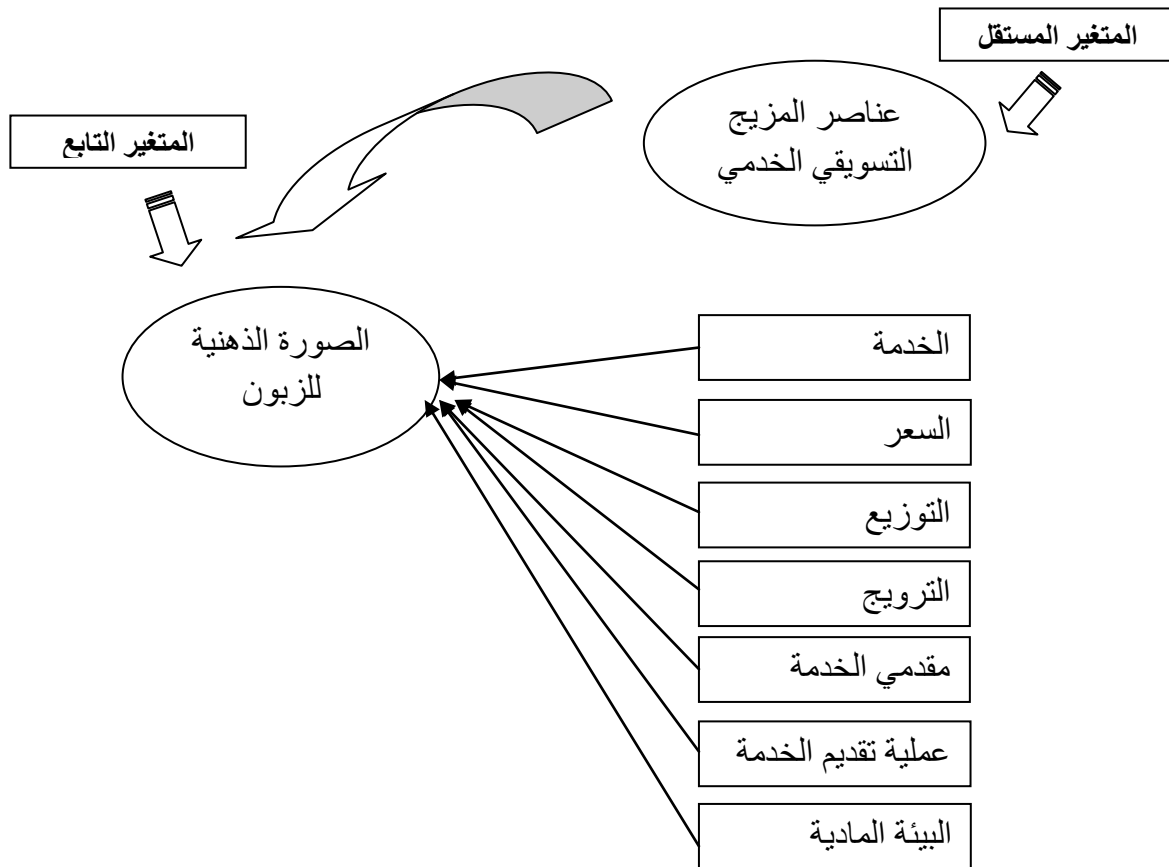 المتغير المستقل
عناصر المزيج
التسويقي الخدمي
المتغير التابع
الصورة الذهنية
للزبون
الخدمة
السعر
التوزيع
الترويج
مقدمي الخدمة
عملية تقديم الخدمة
البيئة المادية